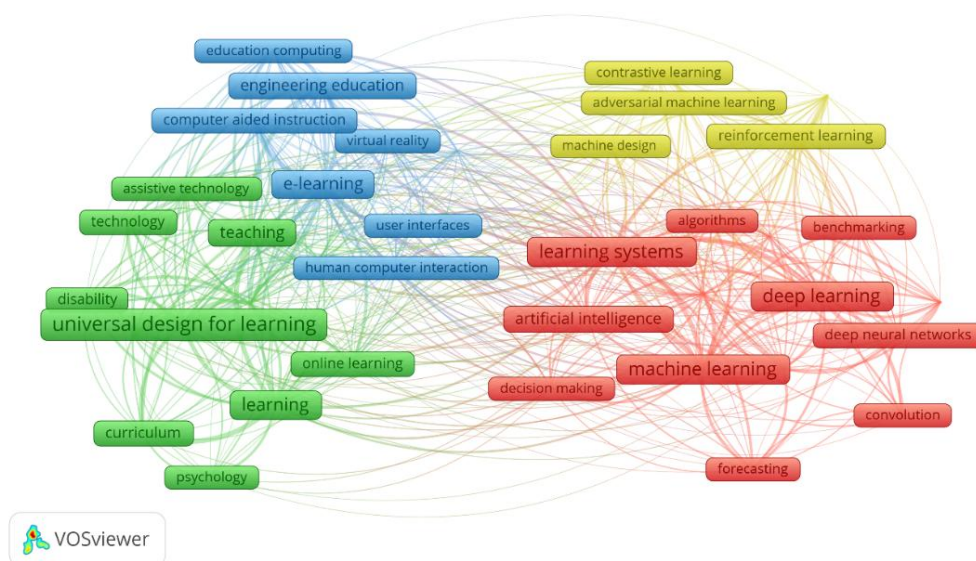 education computing
engineering education
computer aided instruction
virtual reality
e-learning
user interfaces
human computer interaction
assistive technology
technology
teaching
disability
universal design for learning
online learning
learning
curriculum
psychology
contrastive learning
adversarial machine learning
reinforcement learning
machine design
algorithms
benchmarking
learning systems
deep learning
artificial intelligence
deep neural networks
machine learning
decision making
convolution
forecasting
VOSviewer